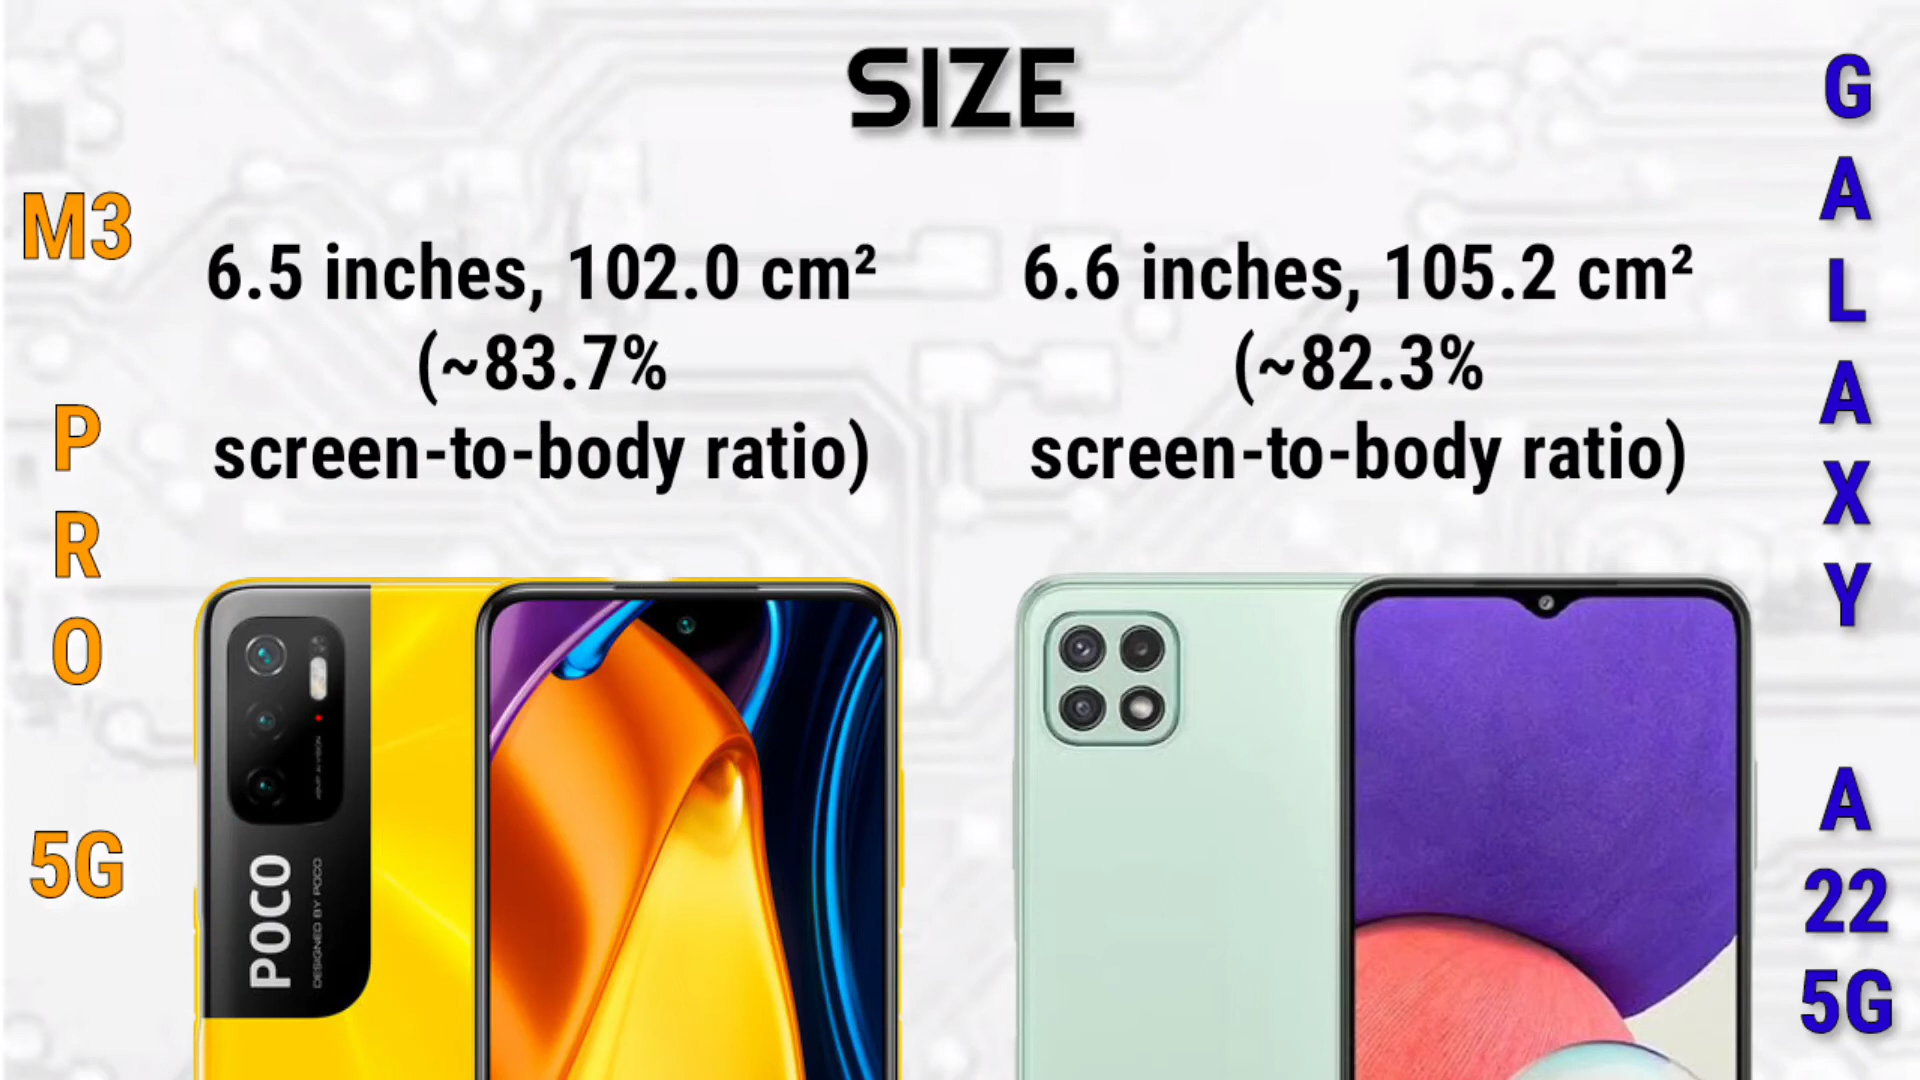 SIZE
M3
P
R
O
5G
6.5 inches, 102.0 cm²
(~83.7%
screen-to-body ratio)
6.6 inches, 105.2 cm²
(~82.3%
screen-to-body ratio)
G
A
L
A
X
Y
A
22
5G
POCO
DESIGNED BY POCO